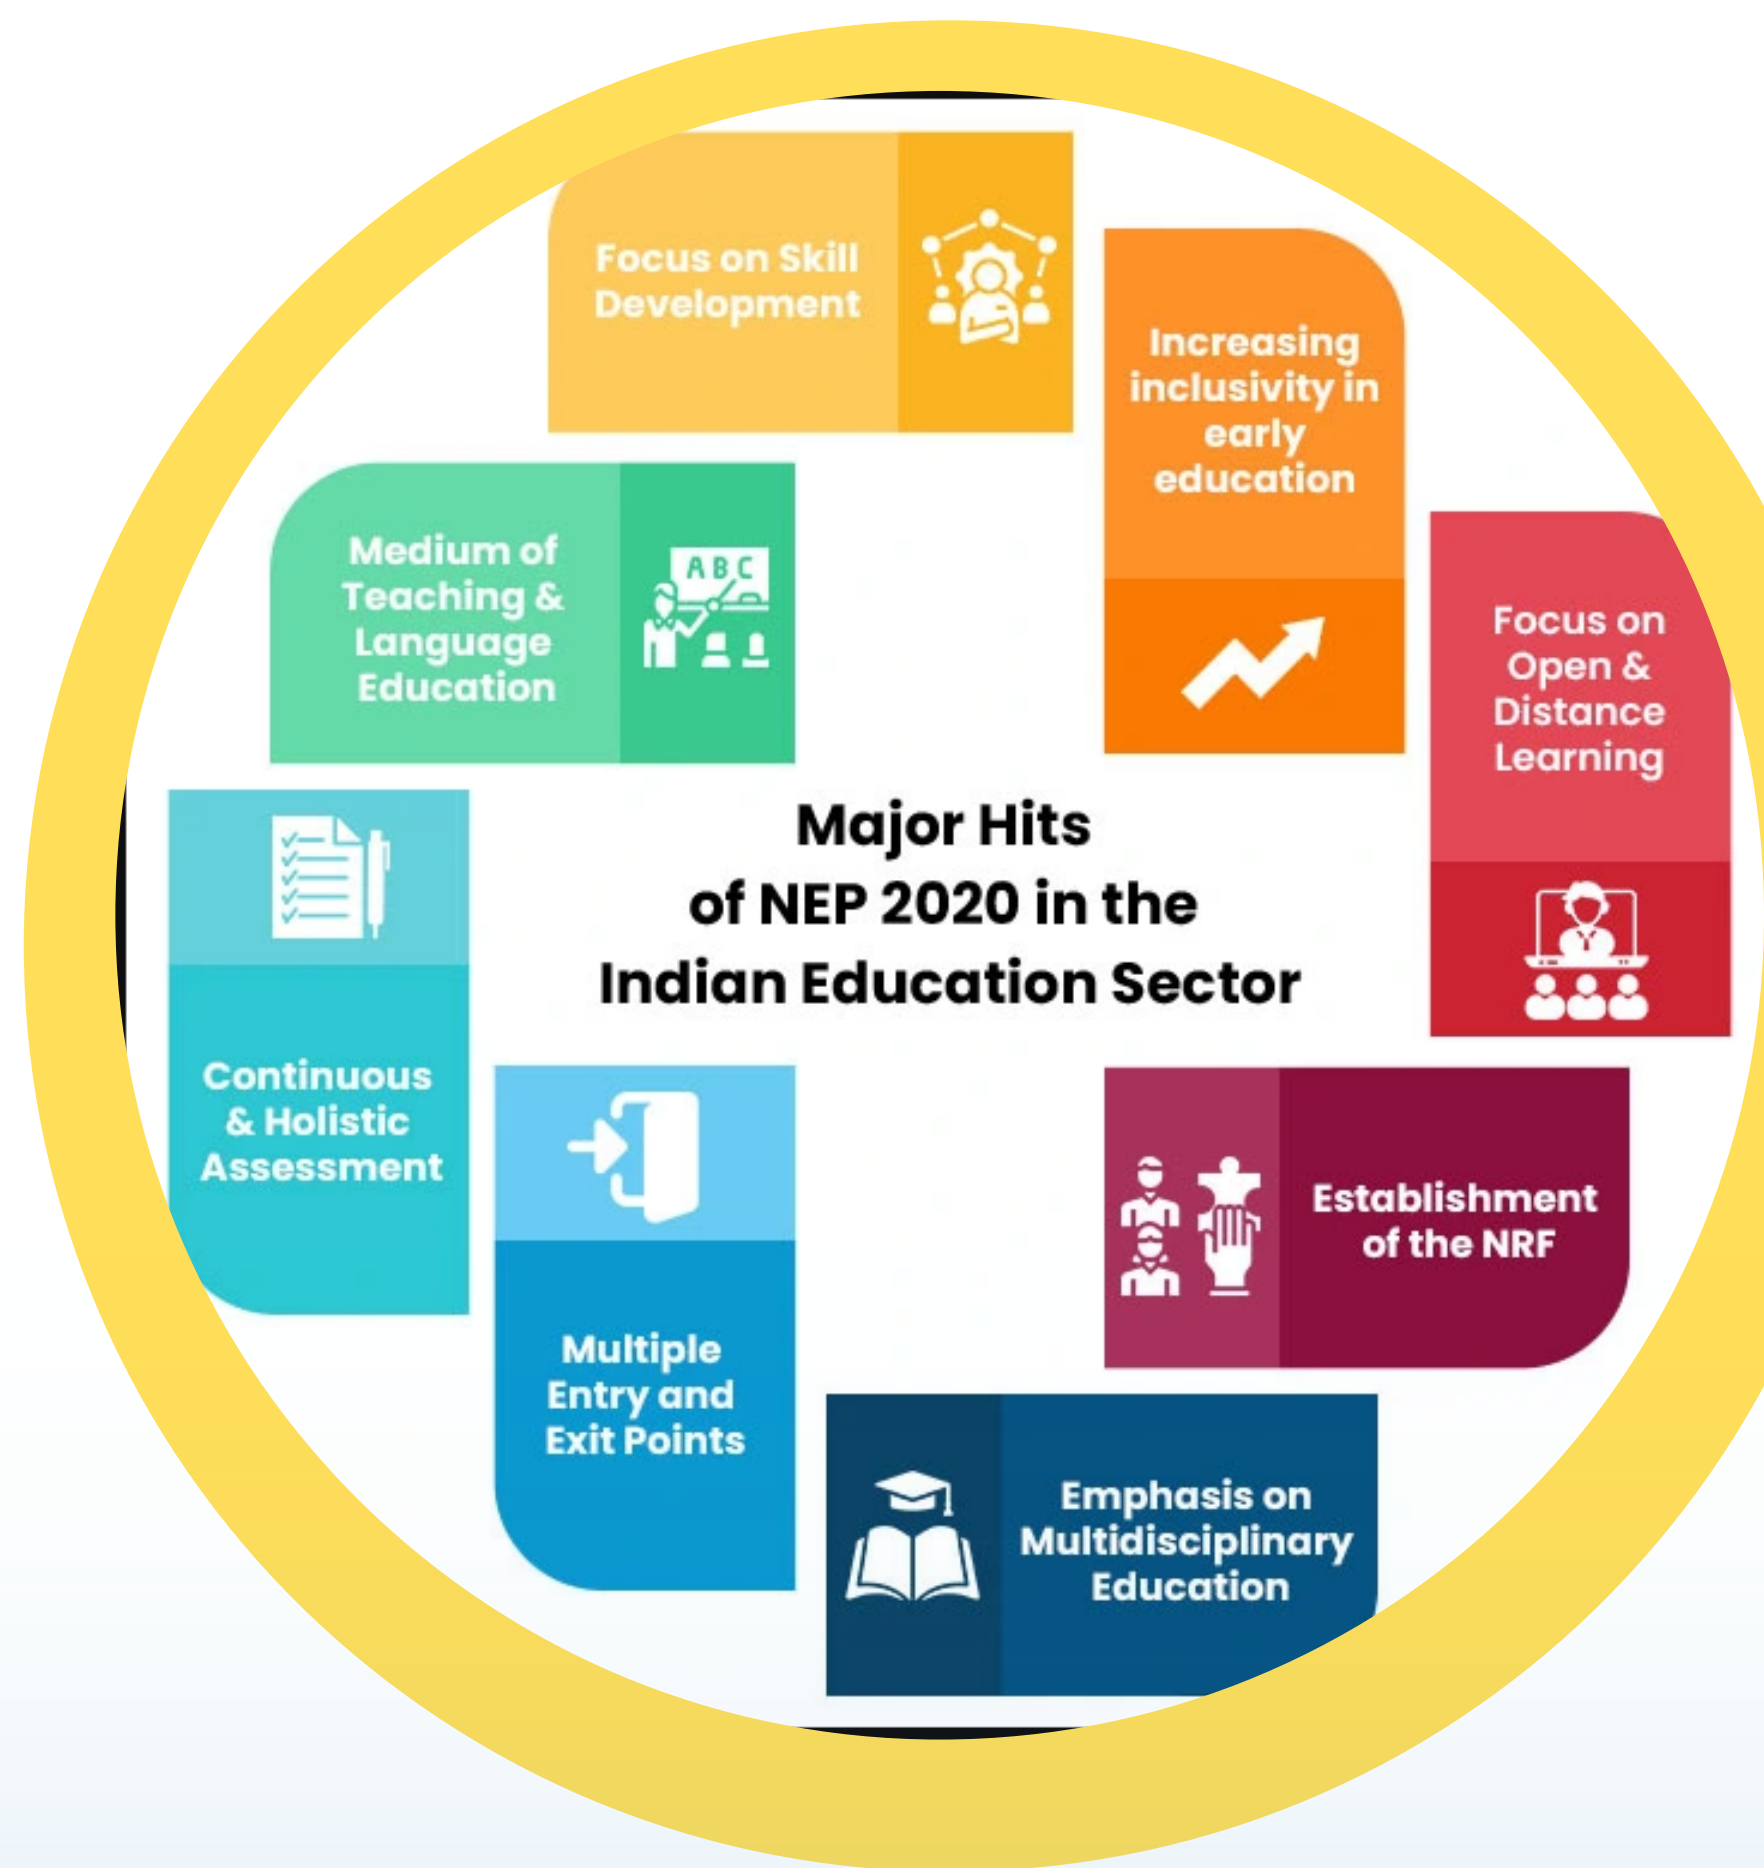 Focus on Skill
Development
Increasing
inclusivity in
early
education
Medium of
Teaching &
Language
Education
ABC
Focus on
Open &
Distance
Learning
Major Hits
of NEP 2020 in the
Indian Education Sector
Continuous
& Holistic
Assessment
Multiple
Entry and
Exit Points
Establishment
of the NRF
Emphasis on
Multidisciplinary
Education